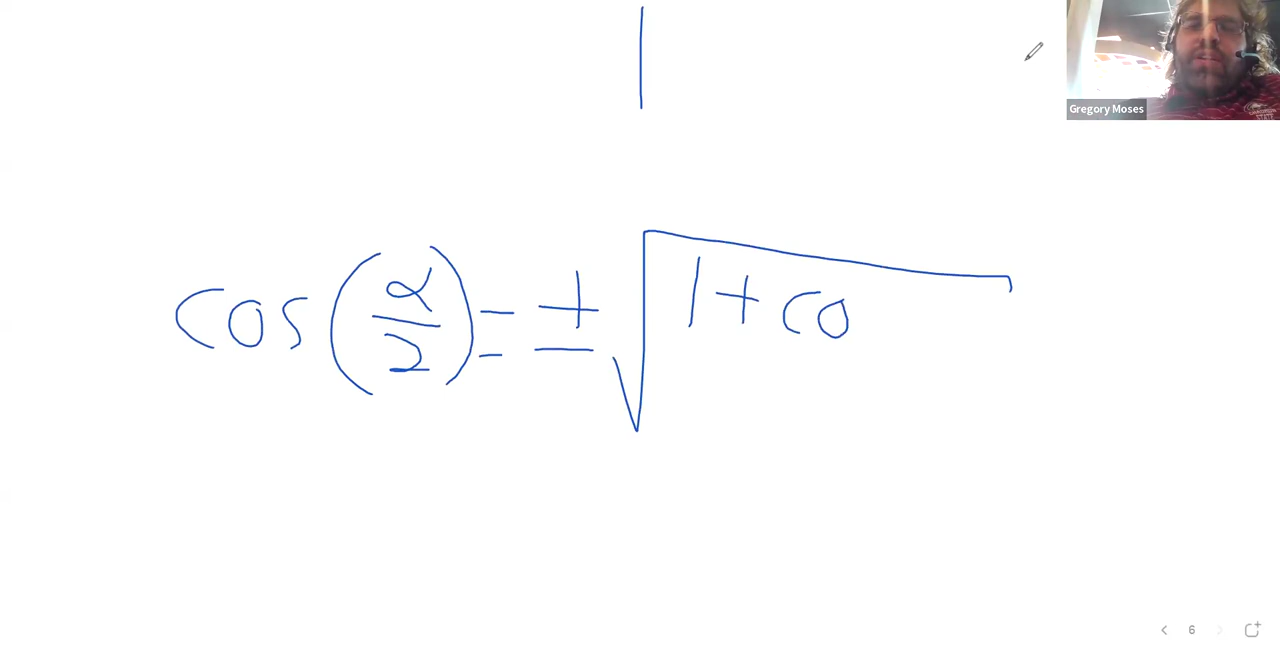 Gregory Moses
cos(α/2) = ± √1+co
6